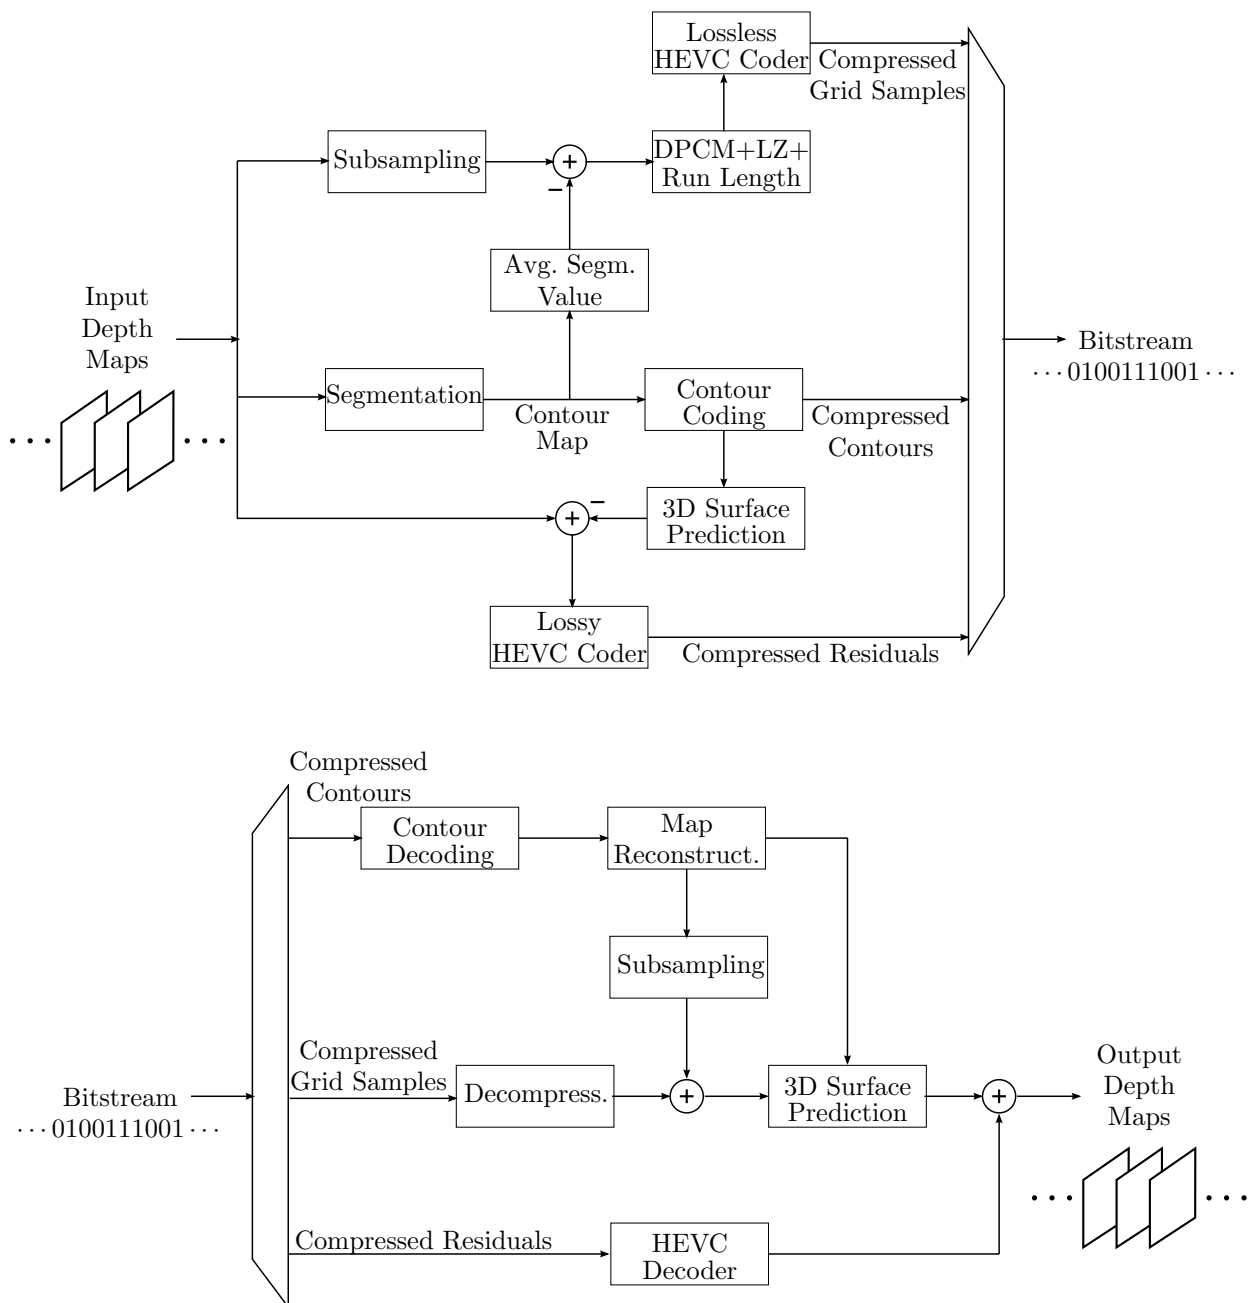 Lossless
HEVC Coder
Compressed
Grid Samples
Subsampling
+
−
DPCM+LZ+
Run Length
Avg. Segm.
Value
Input
Depth
Maps
Bitstream
···0100111001···
Segmentation
Contour
Map
Contour
Coding
Compressed
Contours
+
−
3D Surface
Prediction
Lossy
HEVC Coder
Compressed Residuals
Compressed
Contours
Contour
Decoding
Map
Reconstruct.
Subsampling
Compressed
Grid Samples
Bitstream
···0100111001···
Decompress.
+
3D Surface
Prediction
+
Output
Depth
Maps
Compressed Residuals
HEVC
Decoder